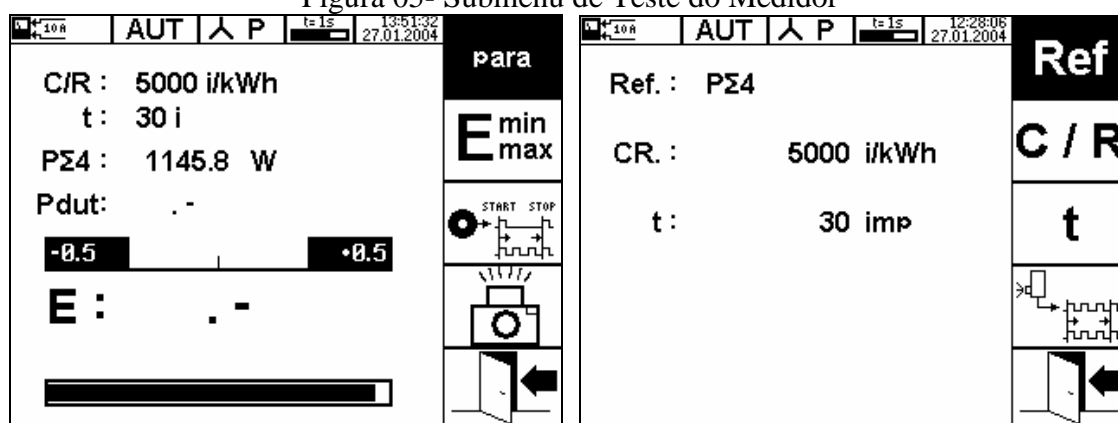 Figura 05- Submenu de Teste do Medidor
10A AUT P t=1s 13:51:32
27.01.2004
C/R : 5000 i/kWh
t : 30 i
PΣ4 : 1145.8 W
Pdut: .-
-0.5 +0.5
E : .-
para
E min
max
START STOP
10A AUT P t=1s 12:28:06
27.01.2004
Ref. : PΣ4
CR. : 5000 i/kWh
t : 30 imp
Ref
C / R
t